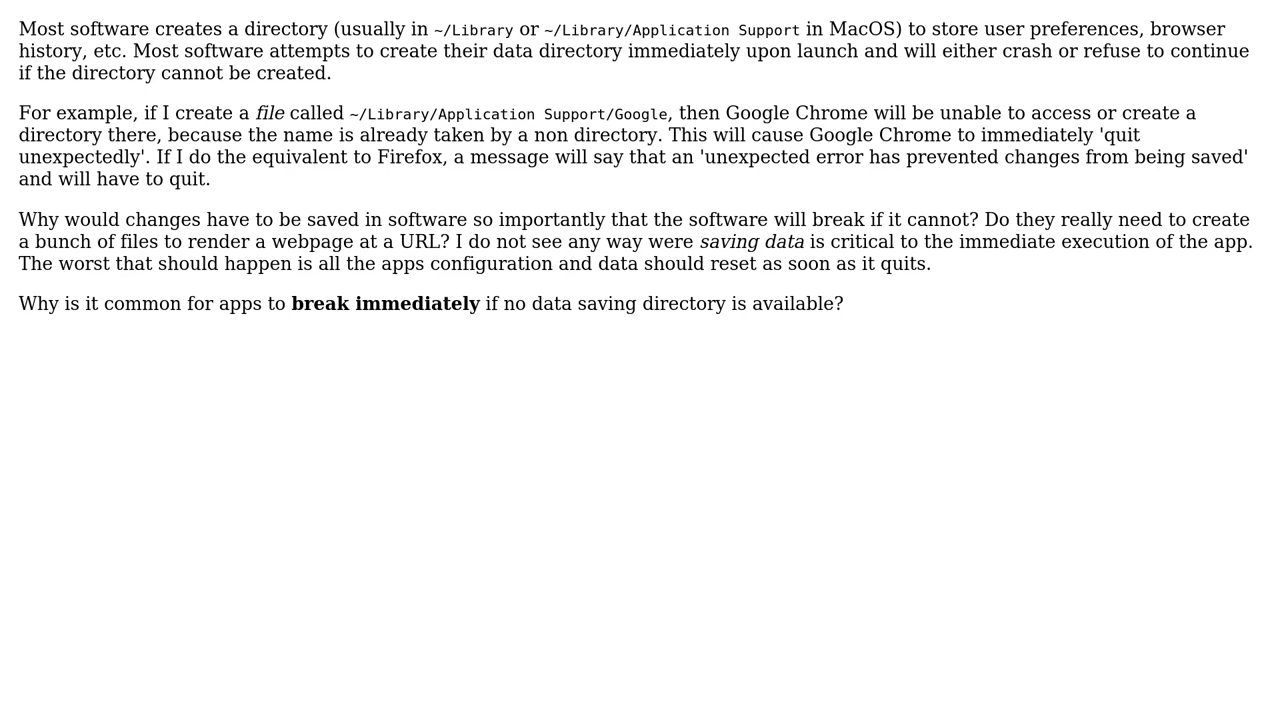 Most software creates a directory (usually in ~/Library or ~/Library/Application Support in MacOS) to store user preferences, browser
history, etc. Most software attempts to create their data directory immediately upon launch and will either crash or refuse to continue
if the directory cannot be created.
For example, if I create a file called ~/Library/Application Support/Google, then Google Chrome will be unable to access or create a
directory there, because the name is already taken by a non directory. This will cause Google Chrome to immediately 'quit
unexpectedly'. If I do the equivalent to Firefox, a message will say that an 'unexpected error has prevented changes from being saved'
and will have to quit.
Why would changes have to be saved in software so importantly that the software will break if it cannot? Do they really need to create
a bunch of files to render a webpage at a URL? I do not see any way were saving data is critical to the immediate execution of the app.
The worst that should happen is all the apps configuration and data should reset as soon as it quits.
Why is it common for apps to break immediately if no data saving directory is available?